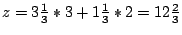 z = 3 1/3 * 3 + 1 1/3 * 2 = 12 2/3